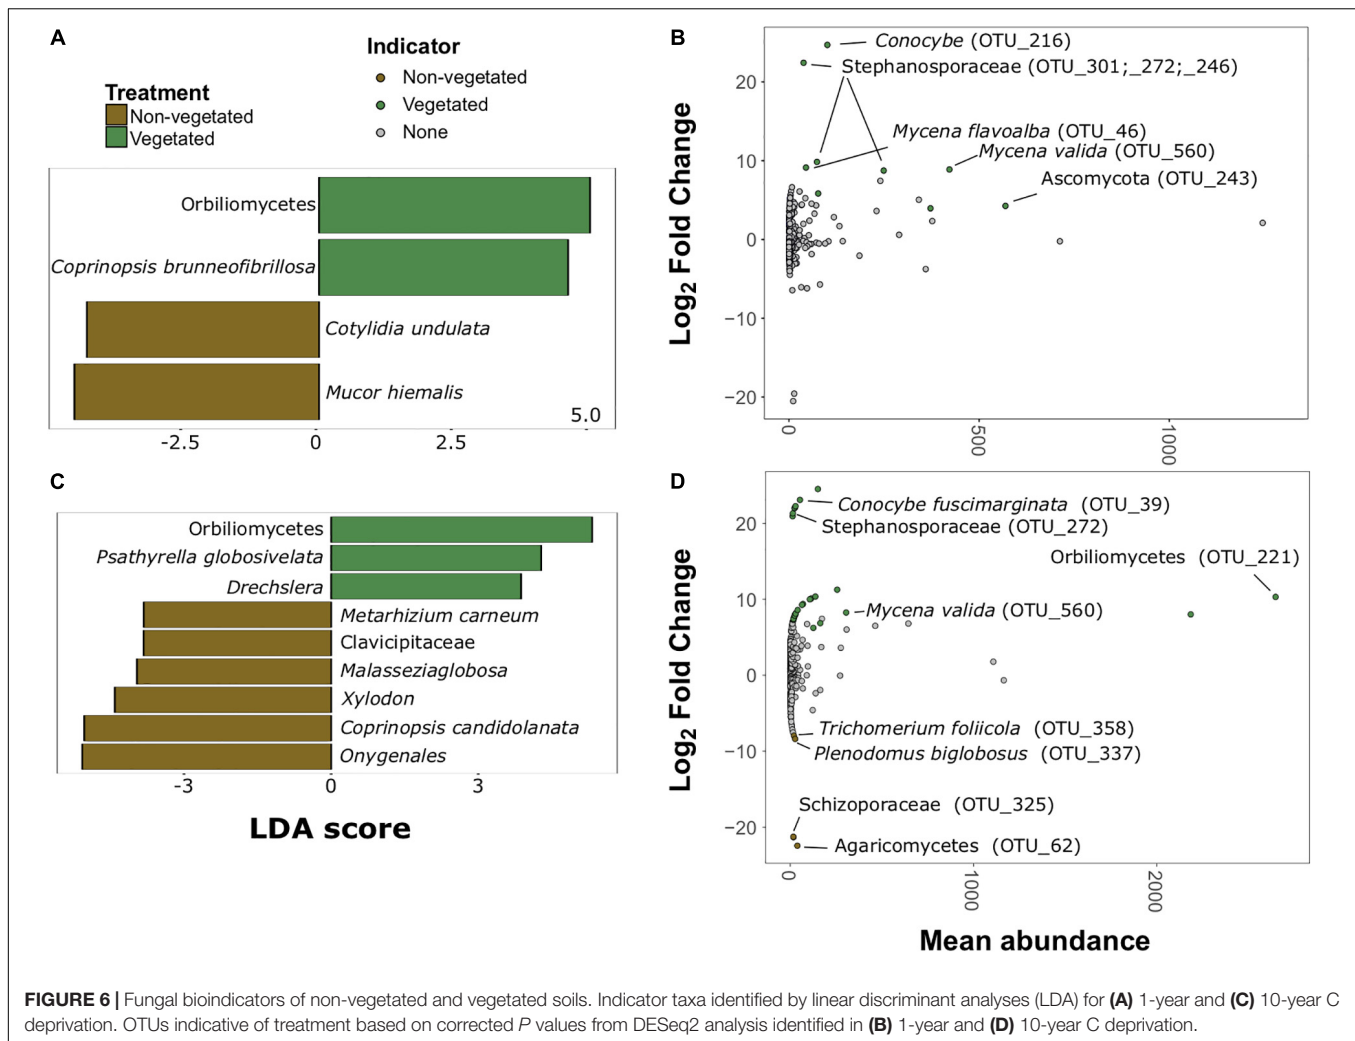 A
Indicator
Non-vegetated
Vegetated
None
Treatment
Non-vegetated
Vegetated
Orbiliomycetes
Coprinopsis brunneofibrillosa
Cotylidia undulata
Mucor hiemalis
5.0
-2.5
0
2.5
B
Log2 Fold Change
20
10
0
−10
−20
Conocybe (OTU_216)
Stephanosporaceae (OTU_301;_272;_246)
Mycena flavoalba (OTU_46)
Mycena valida (OTU_560)
Ascomycota (OTU_243)
0
500
1000
C
Orbiliomycetes
Psathyrella globosivelata
Drechslera
Metarhizium carneum
Clavicipitaceae
Malasseziaglobosa
Xylodon
Coprinopsis candidolanata
Onygenales
-3
0
3
LDA score
D
Log2 Fold Change
20
10
0
−10
−20
Conocybe fuscimarginata (OTU_39)
Stephanosporaceae (OTU_272)
Orbiliomycetes (OTU_221)
Mycena valida (OTU_560)
Trichomerium foliicola (OTU_358)
Plenodomus biglobosus (OTU_337)
Schizoporaceae (OTU_325)
Agaricomycetes (OTU_62)
0
1000
2000
Mean abundance
FIGURE 6 | Fungal bioindicators of non-vegetated and vegetated soils. Indicator taxa identified by linear discriminant analyses (LDA) for (A) 1-year and (C) 10-year C
deprivation. OTUs indicative of treatment based on corrected P values from DESeq2 analysis identified in (B) 1-year and (D) 10-year C deprivation.